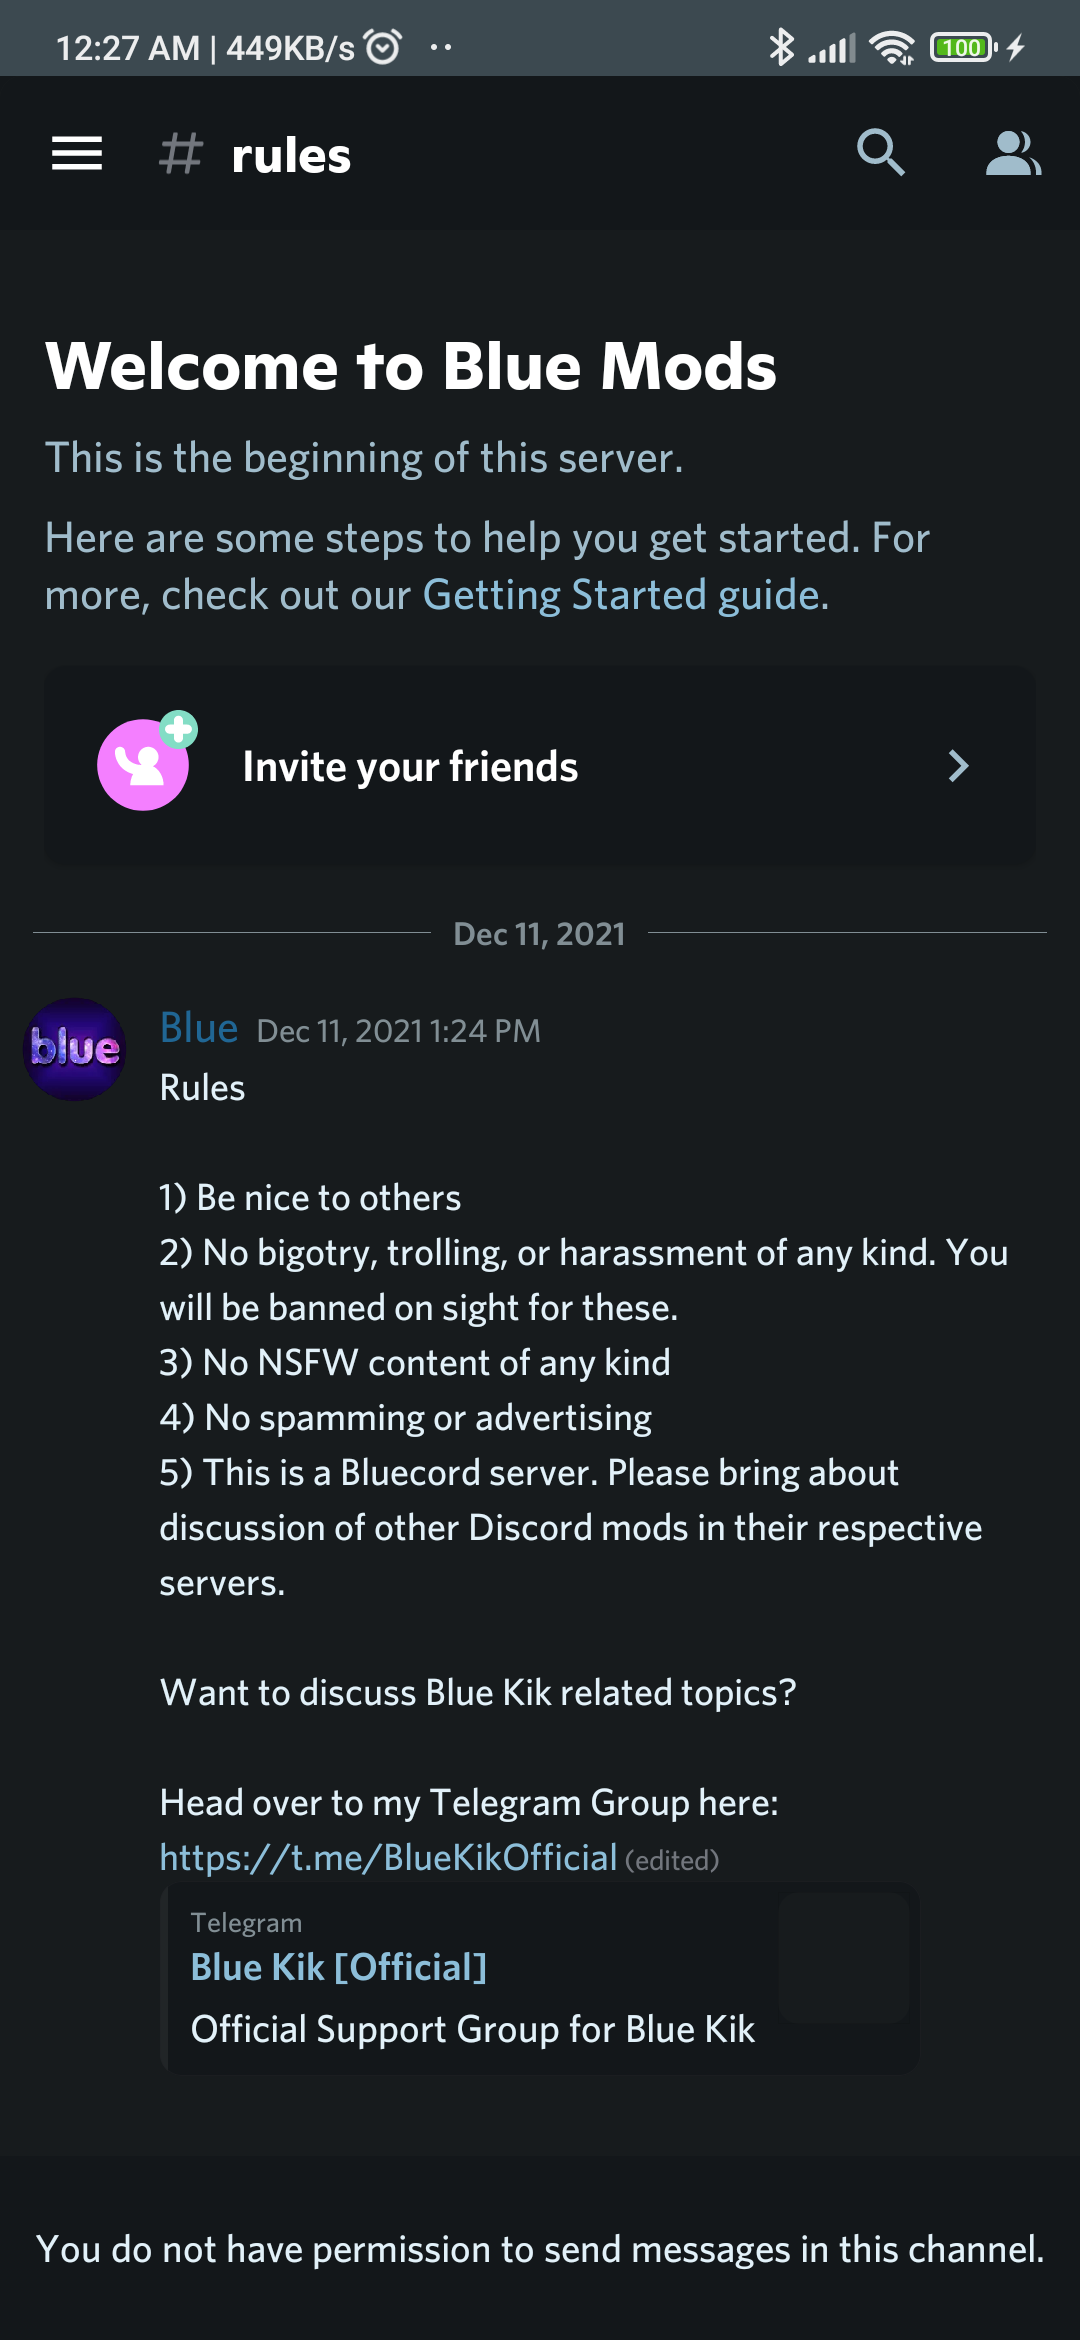 12:27 AM | 449KB/s
100
# rules
Welcome to Blue Mods
This is the beginning of this server.
Here are some steps to help you get started. For
more, check out our Getting Started guide.
Invite your friends
Dec 11, 2021
blue
Blue Dec 11, 2021 1:24 PM
Rules
1) Be nice to others
2) No bigotry, trolling, or harassment of any kind. You
will be banned on sight for these.
3) No NSFW content of any kind
4) No spamming or advertising
5) This is a Bluecord server. Please bring about
discussion of other Discord mods in their respective
servers.
Want to discuss Blue Kik related topics?
Head over to my Telegram Group here:
https://t.me/BlueKikOfficial (edited)
Telegram
Blue Kik [Official]
Official Support Group for Blue Kik
You do not have permission to send messages in this channel.